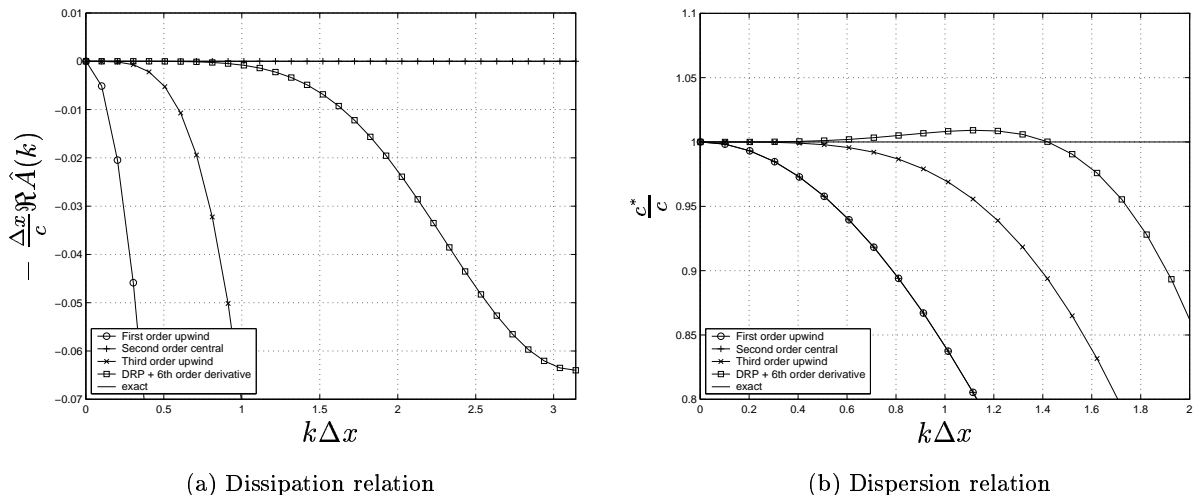 0.01
0
−0.01
−0.02
−0.03
−0.04
−0.05
−0.06
−0.07
− Δx/c ℜÂ(k)
First order upwind
Second order central
Third order upwind
DRP + 6th order derivative
exact
0 0.5 1 1.5 2 2.5 3
kΔx
(a) Dissipation relation
1.1
1.05
1
0.95
0.9
0.85
0.8
c*/c
First order upwind
Second order central
Third order upwind
DRP + 6th order derivative
exact
0 0.2 0.4 0.6 0.8 1 1.2 1.4 1.6 1.8 2
kΔx
(b) Dispersion relation